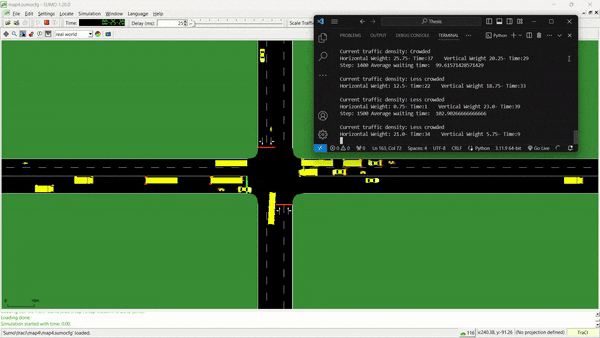 map4.sumocfg - SUMO 1.20.0
File Edit Settings Locate Simulation Window Language Help
Time: Delay (ms): 25 Scale Traffic
real world
Thesis
PROBLEMS OUTPUT DEBUG CONSOLE TERMINAL Python
Current traffic density: Crowded
Horizontal Weight: 25.75- Time:37 Vertical Weight 20.25- Time:29
Step: 1400 Average waiting time: 99.61571428571429
Current traffic density: Less crowded
Horizontal Weight: 12.5- Time:22 Vertical Weight 18.75- Time:33
Current traffic density: Less crowded
Horizontal Weight: 0.75- Time:1 Vertical Weight 23.0- Time:39
Step: 1500 Average waiting time: 102.90266666666666
Current traffic density: Less crowded
Horizontal Weight: 21.0- Time:34 Vertical Weight 5.75- Time:9
0 0 0 Ln 163, Col 72 Spaces: 4 UTF-8 CRLF Python 3.11.9 64-bit Go Live
Loading done.
Simulation started with time: 0.00.
'Sumo\traci\map4\map4.sumocfg' loaded.
116 x:240.38, y:-91.26 (No projection defined) TraCI